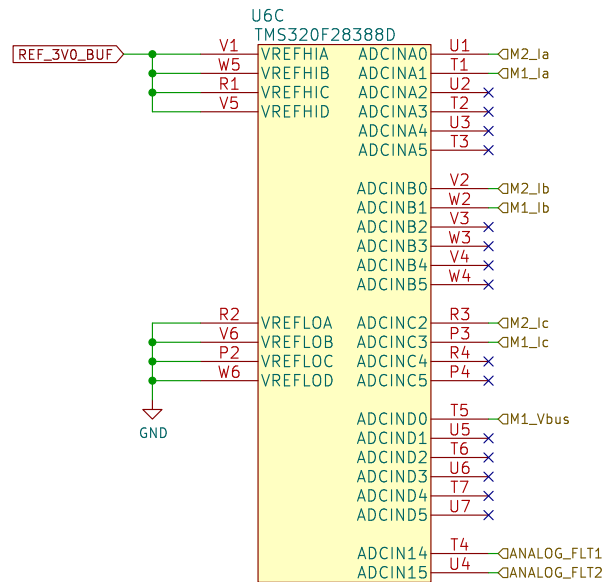 U6C
TMS320F28388D
REF_3V0_BUF V1 VREFHIA ADCINA0 U1 M2_Ia
W5 VREFHIB ADCINA1 T1 M1_Ia
R1 VREFHIC ADCINA2 U2
V5 VREFHID ADCINA3 T2
ADCINA4 U3
ADCINA5 T3
ADCINB0 V2 M2_Ib
ADCINB1 W2 M1_Ib
ADCINB2 V3
ADCINB3 W3
ADCINB4 V4
ADCINB5 W4
R2 VREFLOA ADCINC2 R3 M2_Ic
V6 VREFLOB ADCINC3 P3 M1_Ic
P2 VREFLOC ADCINC4 R4
W6 VREFLOD ADCINC5 P4
GND
ADCIND0 T5 M1_Vbus
ADCIND1 U5
ADCIND2 T6
ADCIND3 U6
ADCIND4 T7
ADCIND5 U7
ADCIN14 T4 ANALOG_FLT1
ADCIN15 U4 ANALOG_FLT2